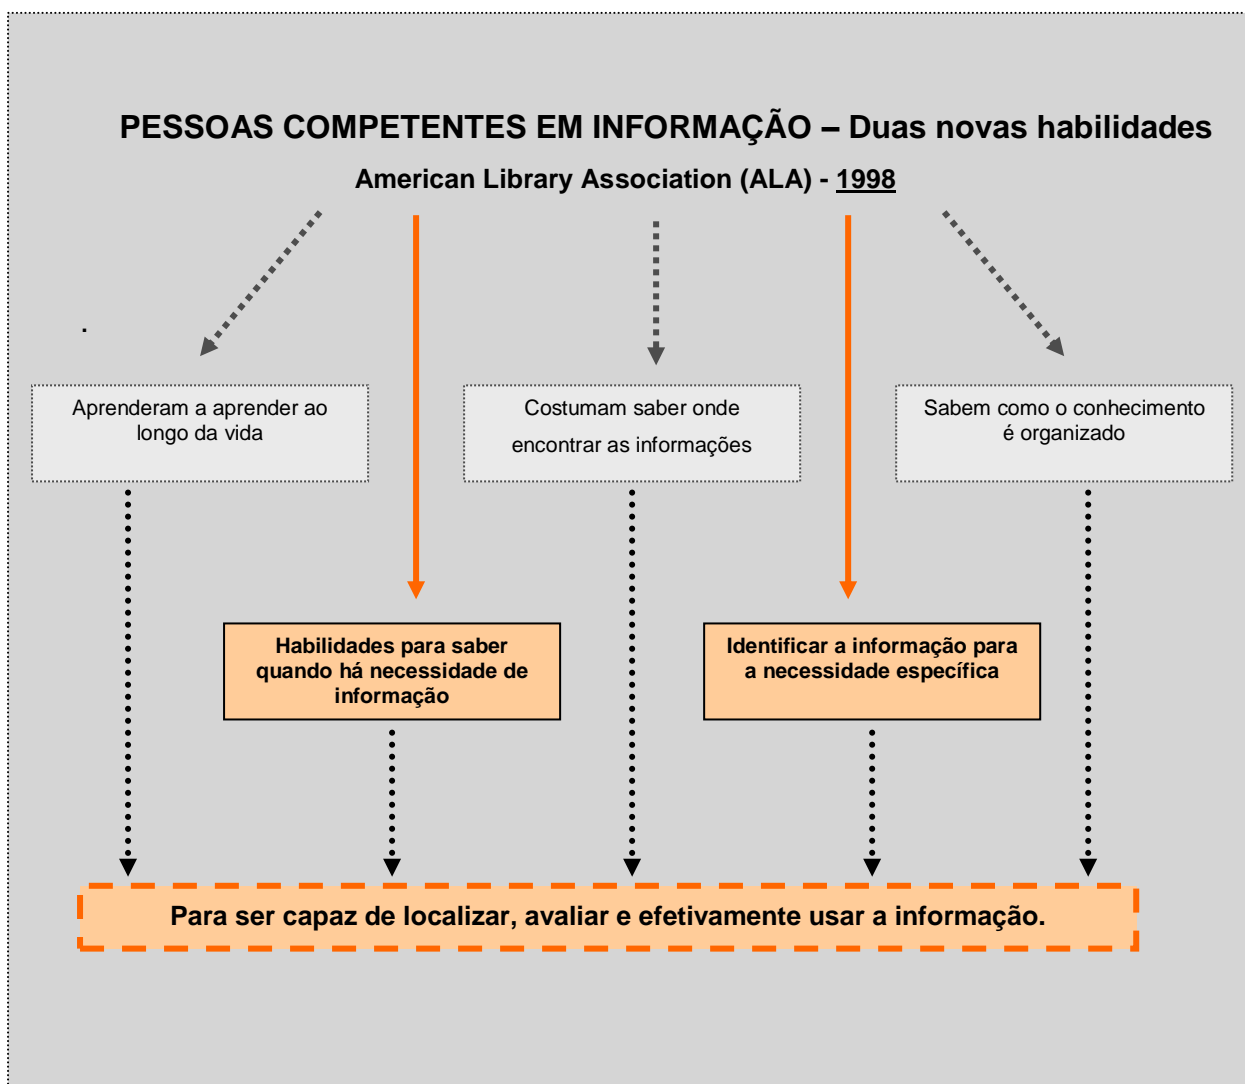 PESSOAS COMPETENTES EM INFORMAÇÃO – Duas novas habilidades
American Library Association (ALA) - 1998
.
Aprenderam a aprender ao
longo da vida
Costumam saber onde
encontrar as informações
Sabem como o conhecimento
é organizado
Habilidades para saber
quando há necessidade de
informação
Identificar a informação para
a necessidade específica
Para ser capaz de localizar, avaliar e efetivamente usar a informação.